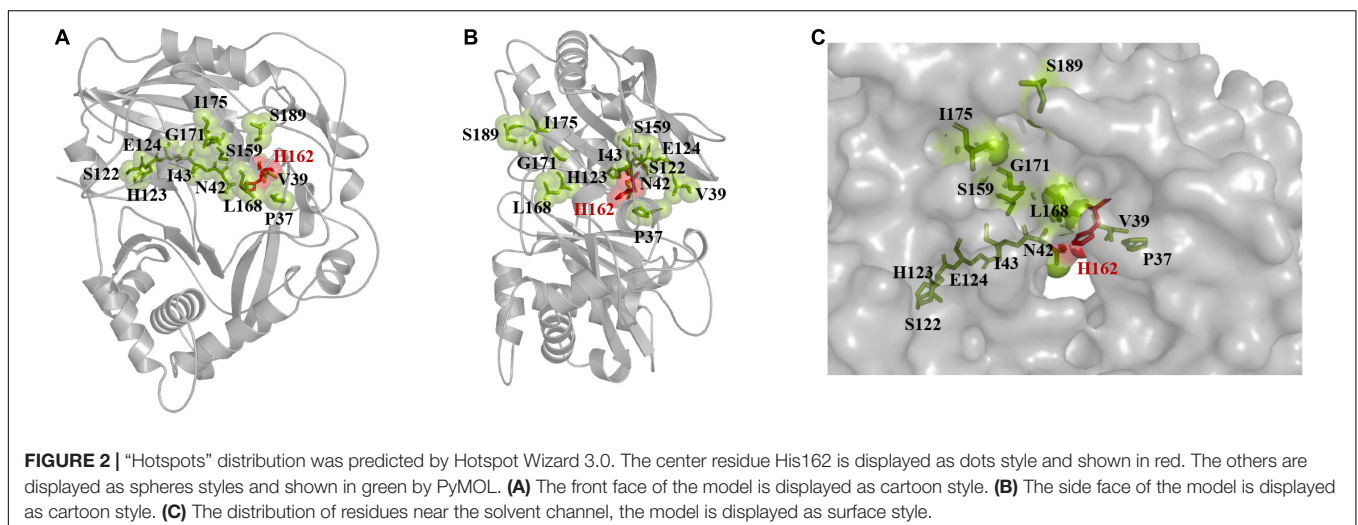 A
I175
S189
E124
G171
S159
H162
S122
I43
V39
H123
N42
L168
P37
B
S189
I175
S159
I43
E124
G171
H123
S122
N42
V39
L168
H162
P37
C
S189
I175
G171
S159
L168
V39
N42
P37
H123
I43
H162
E124
S122
FIGURE 2 | “Hotspots” distribution was predicted by Hotspot Wizard 3.0. The center residue His162 is displayed as dots style and shown in red. The others are
displayed as spheres styles and shown in green by PyMOL. (A) The front face of the model is displayed as cartoon style. (B) The side face of the model is displayed
as cartoon style. (C) The distribution of residues near the solvent channel, the model is displayed as surface style.